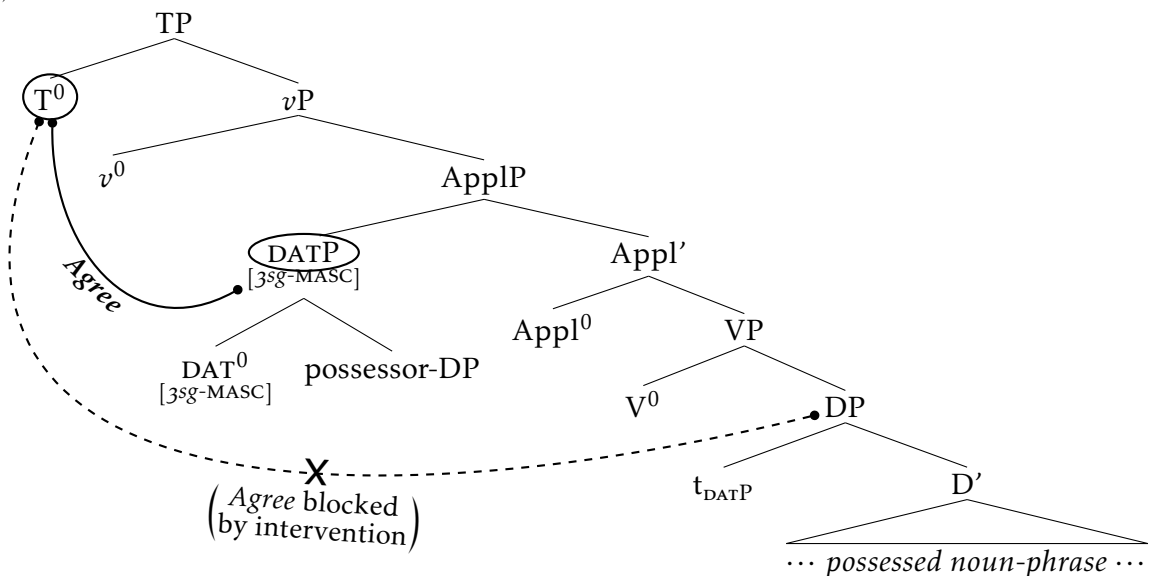 TP
T⁰
vP
v⁰
ApplP
DATP
[3sg-MASC]
Appl’
Agree
Appl⁰
VP
DAT⁰
[3sg-MASC]
possessor-DP
V⁰
DP
X
(Agree blocked
by intervention)
t_DATP
D’
··· possessed noun-phrase ···